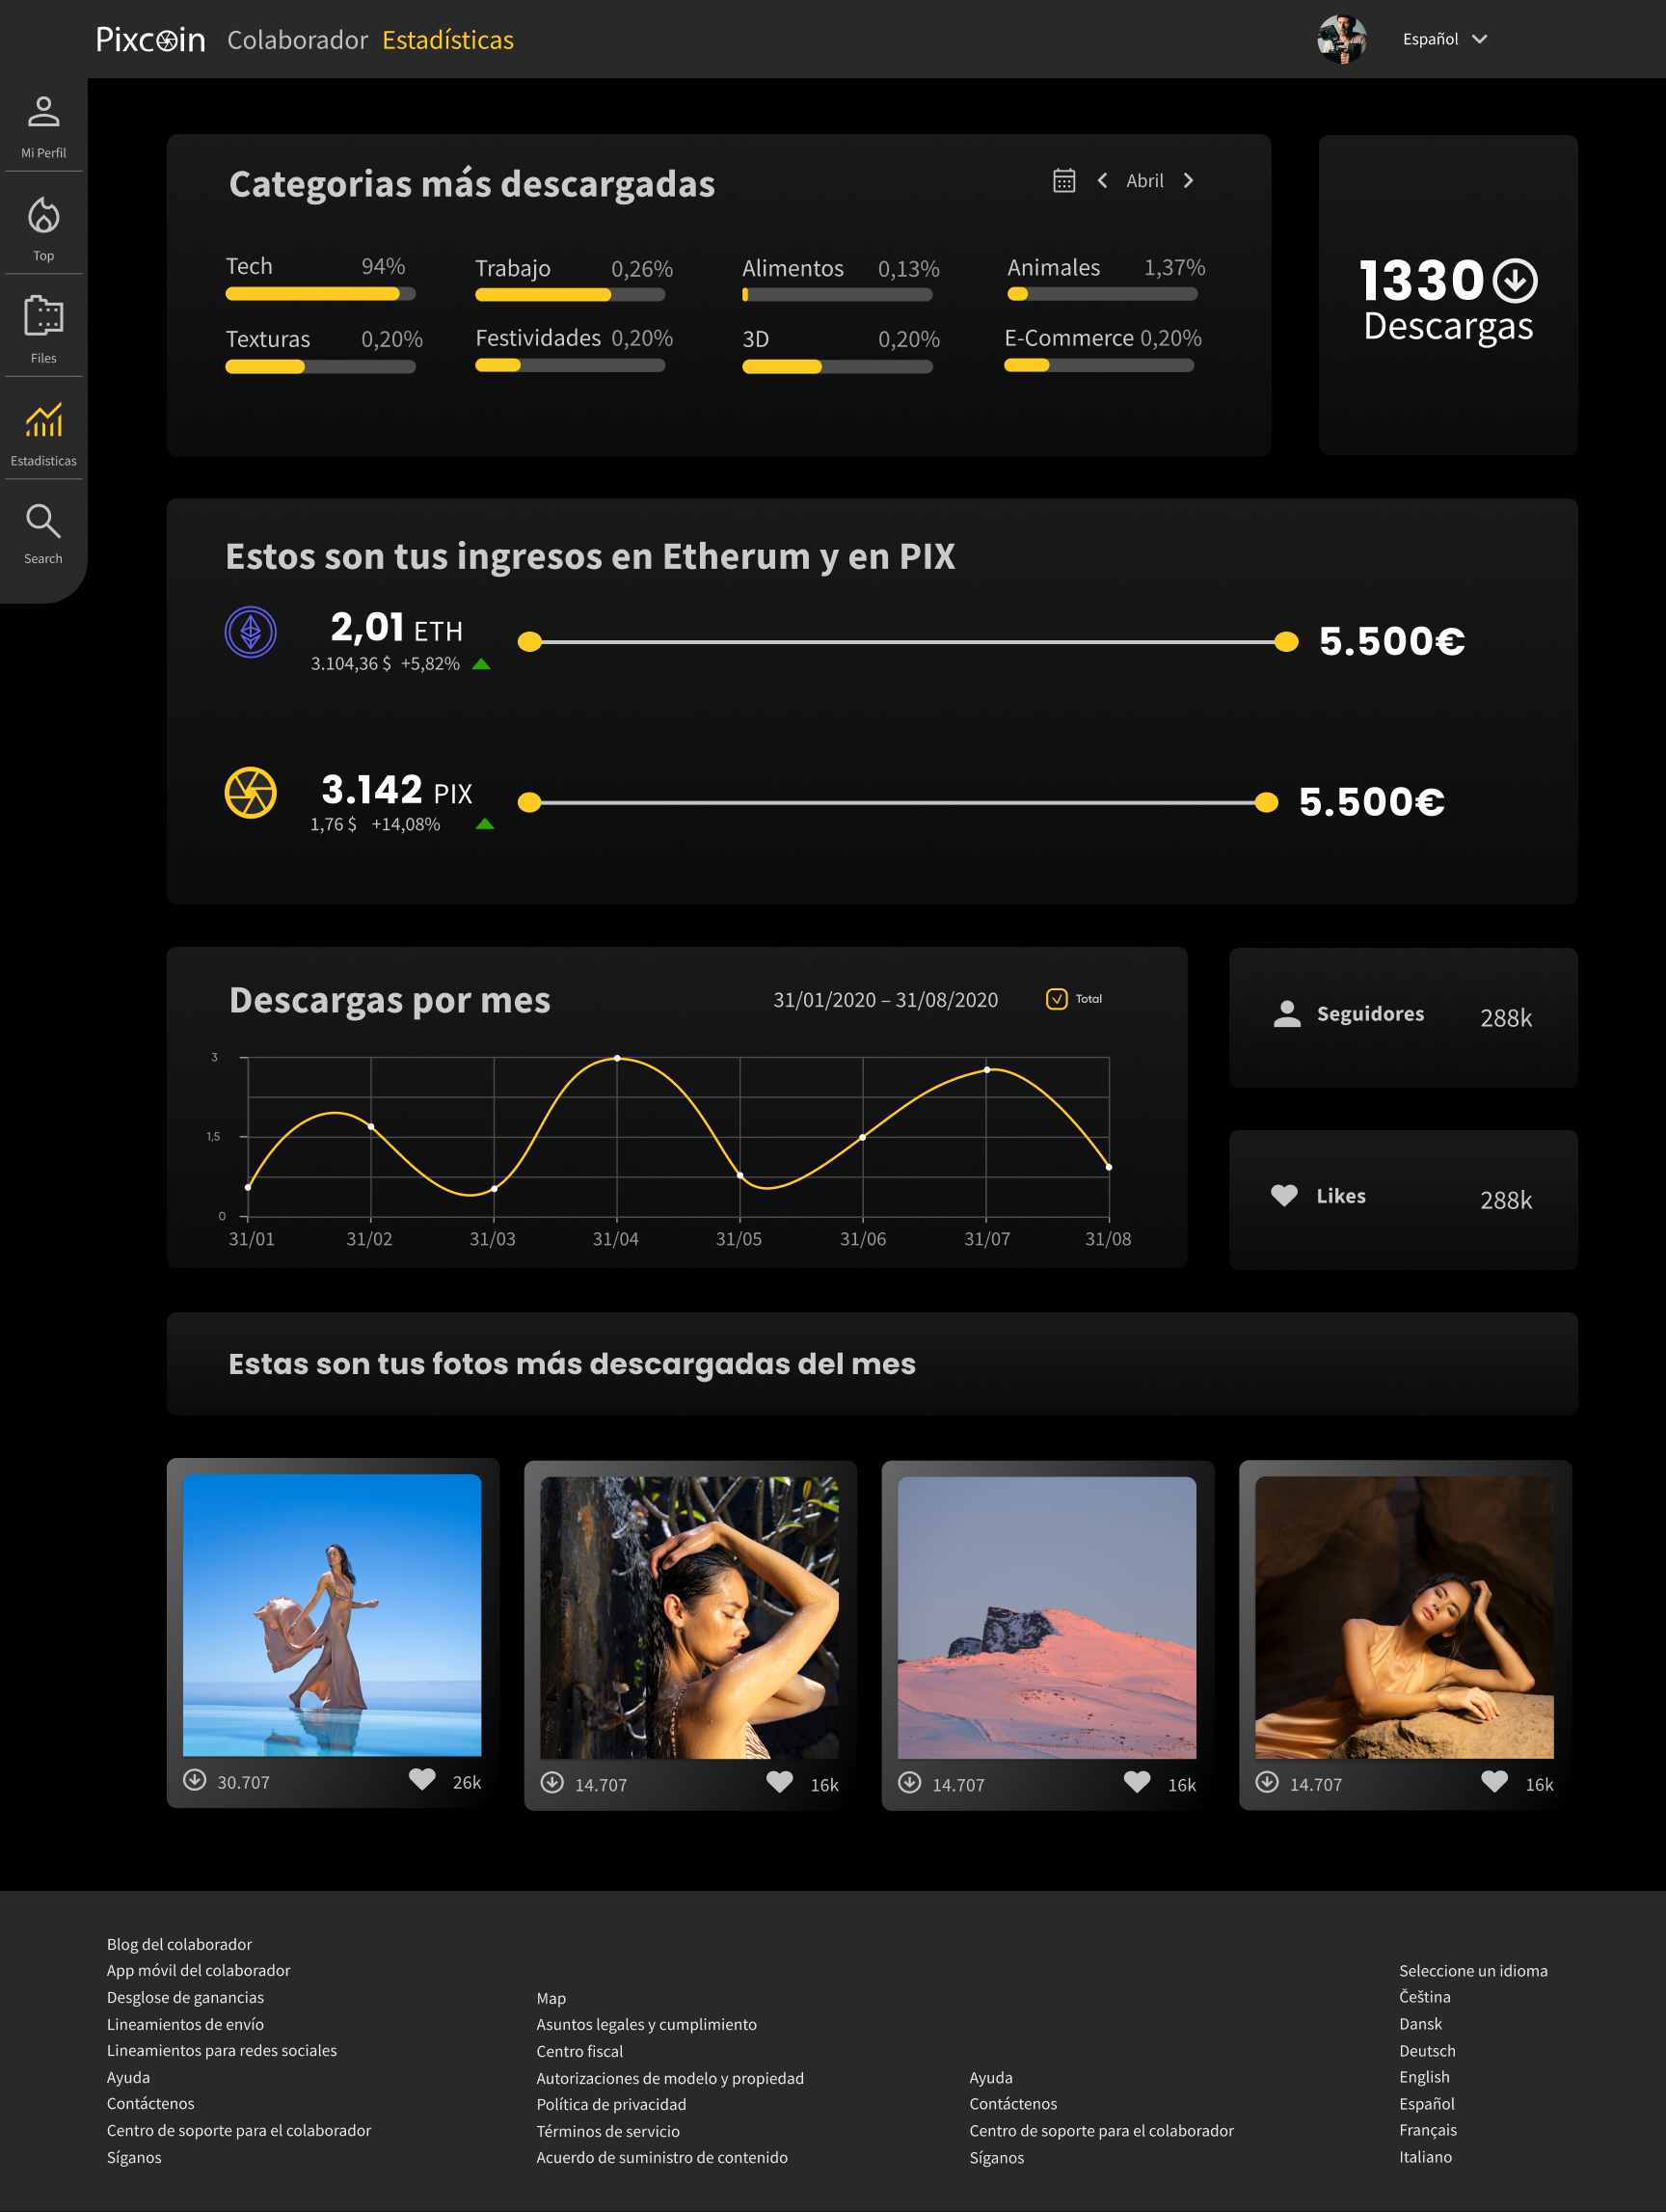 Pixcoin Colaborador Estadísticas
Español
Mi Perfil
Top
Files
Estadisticas
Search
Categorias más descargadas
Abril
Tech 94%
Trabajo 0,26%
Alimentos 0,13%
Animales 1,37%
Texturas 0,20%
Festividades 0,20%
3D 0,20%
E-Commerce 0,20%
1330
Descargas
Estos son tus ingresos en Etherum y en PIX
2,01 ETH
3.104,36 $ +5,82%
5.500€
3.142 PIX
1,76 $ +14,08%
5.500€
Descargas por mes
31/01/2020 – 31/08/2020
Total
3
1,5
0
31/01 31/02 31/03 31/04 31/05 31/06 31/07 31/08
Seguidores 288k
Likes 288k
Estas son tus fotos más descargadas del mes
30.707 26k
14.707 16k
14.707 16k
14.707 16k
Blog del colaborador
App móvil del colaborador
Desglose de ganancias
Lineamientos de envío
Lineamientos para redes sociales
Ayuda
Contáctenos
Centro de soporte para el colaborador
Síganos
Map
Asuntos legales y cumplimiento
Centro fiscal
Autorizaciones de modelo y propiedad
Política de privacidad
Términos de servicio
Acuerdo de suministro de contenido
Ayuda
Contáctenos
Centro de soporte para el colaborador
Síganos
Seleccione un idioma
Čeština
Dansk
Deutsch
English
Español
Français
Italiano